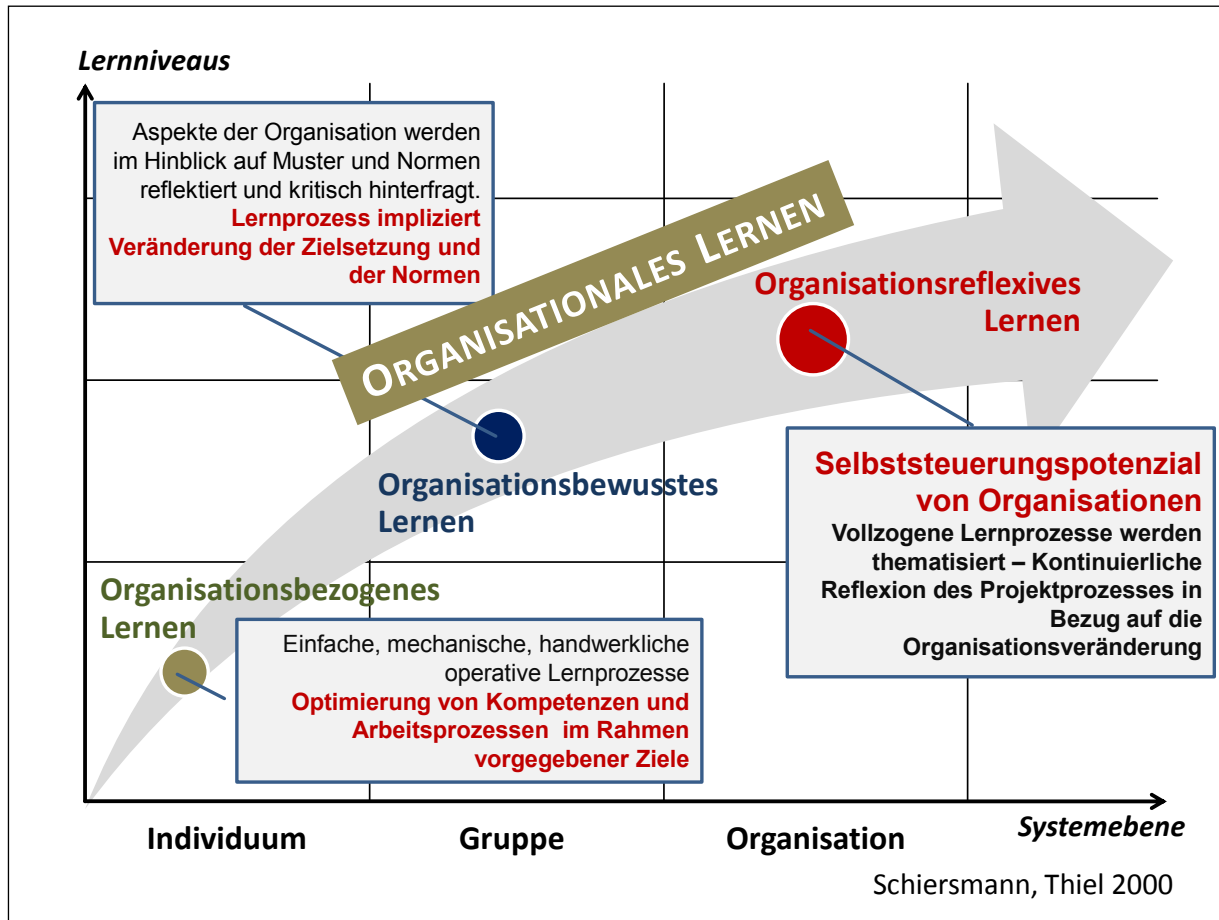 Lernniveaus
Aspekte der Organisation werden
im Hinblick auf Muster und Normen
reflektiert und kritisch hinterfragt.
Lernprozess impliziert
Veränderung der Zielsetzung und
der Normen
ORGANISATIONALES LERNEN
Organisationsreflexives
Lernen
Organisationsbewusstes
Lernen
Selbststeuerungspotenzial
von Organisationen
Vollzogene Lernprozesse werden
thematisiert – Kontinuierliche
Reflexion des Projektprozesses in
Bezug auf die
Organisationsveränderung
Organisationsbezogenes
Lernen
Einfache, mechanische, handwerkliche
operative Lernprozesse
Optimierung von Kompetenzen und
Arbeitsprozessen im Rahmen
vorgegebener Ziele
Individuum
Gruppe
Organisation
Systemebene
Schiersmann, Thiel 2000